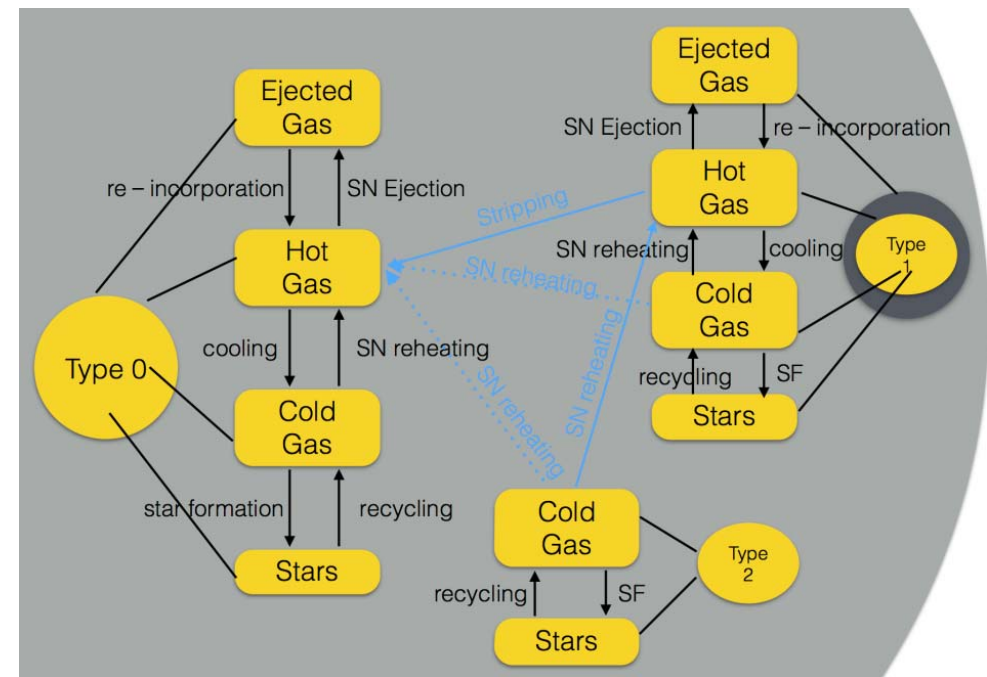 Ejected
Gas
re – incorporation
SN Ejection
Hot
Gas
cooling
SN reheating
Type 0
Cold
Gas
star formation
recycling
Stars
Stripping
SN reheating
SN reheating
SN reheating
Ejected
Gas
SN Ejection
re – incorporation
Hot
Gas
SN reheating
cooling
Type
1
Cold
Gas
recycling
SF
Stars
Cold
Gas
Type
2
recycling
SF
Stars